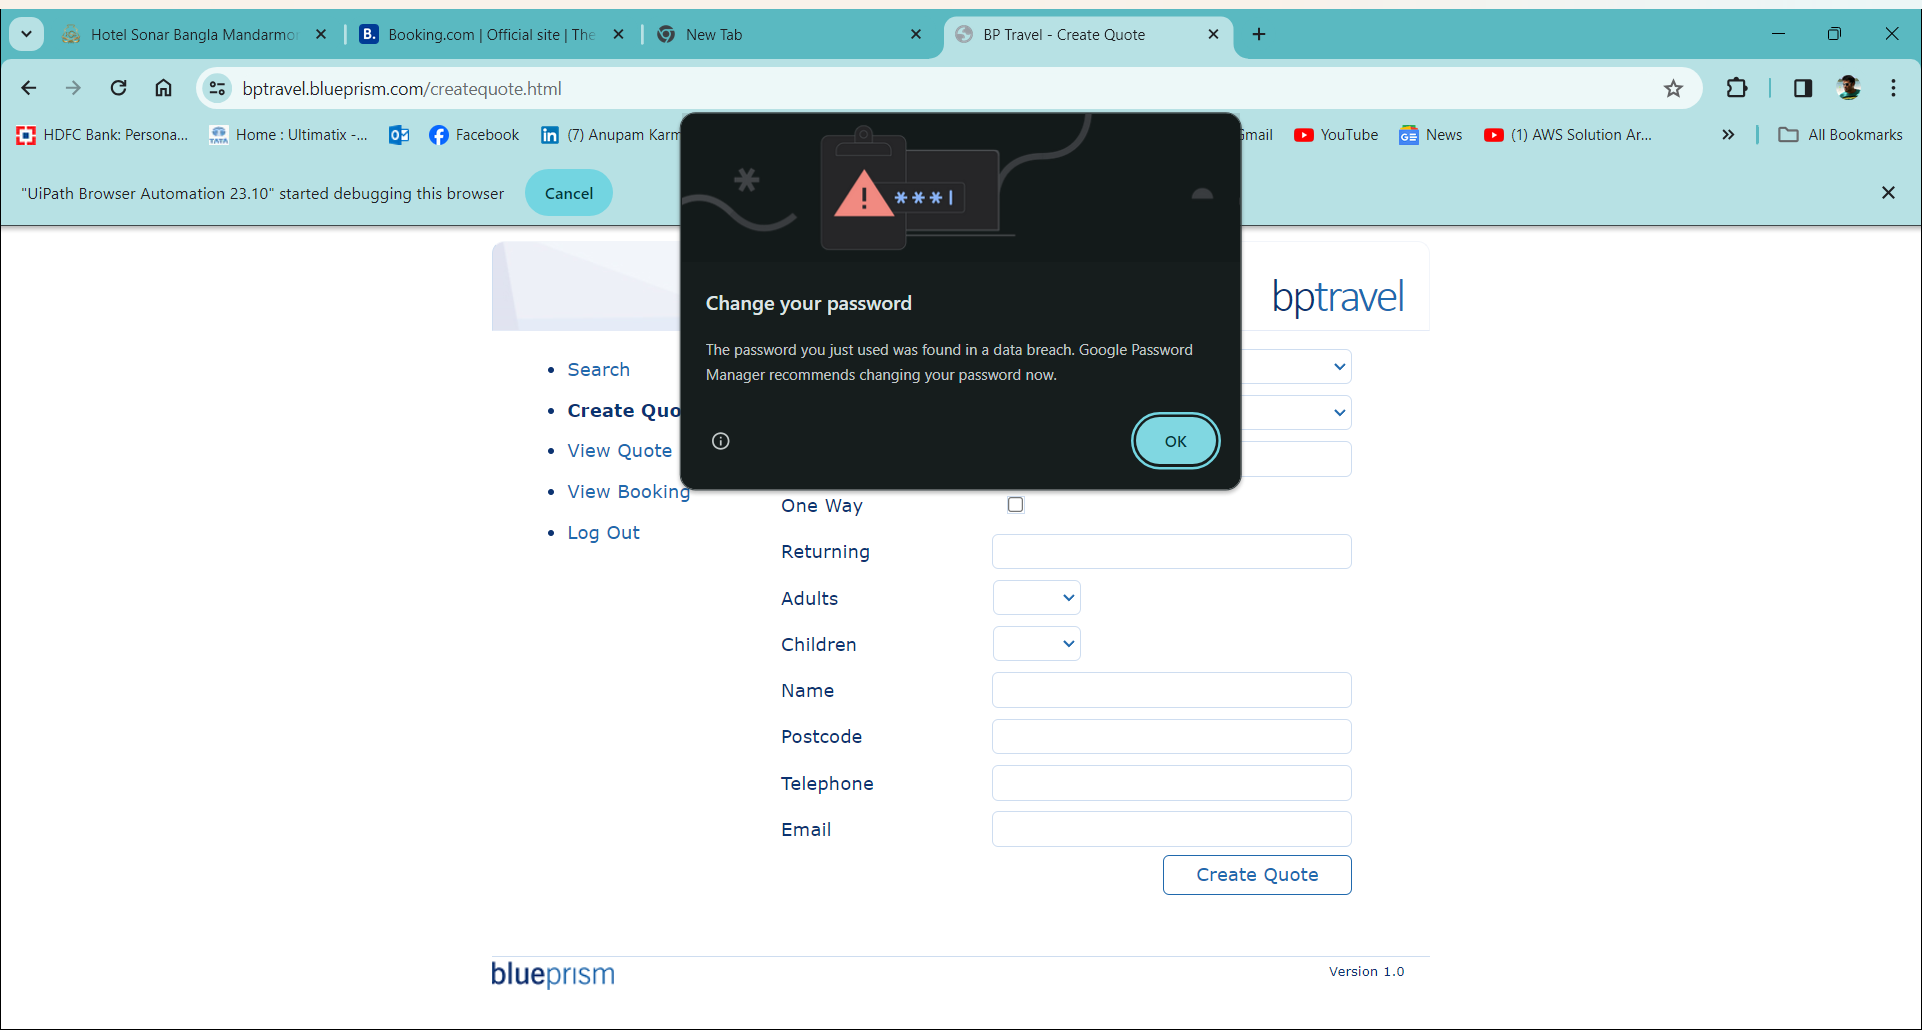 Hotel Sonar Bangla Mandarmon
Booking.com | Official site | The
New Tab
BP Travel - Create Quote
bptravel.blueprism.com/createquote.html
HDFC Bank: Persona...
Home : Ultimatix -...
Facebook
(7) Anupam Karm
Gmail
YouTube
News
(1) AWS Solution Ar...
All Bookmarks
"UiPath Browser Automation 23.10" started debugging this browser
Cancel
***|
Change your password
The password you just used was found in a data breach. Google Password
Manager recommends changing your password now.
OK
bptravel
Search
Create Quo
View Quote
View Booking
Log Out
One Way
Returning
Adults
Children
Name
Postcode
Telephone
Email
Create Quote
blueprism
Version 1.0